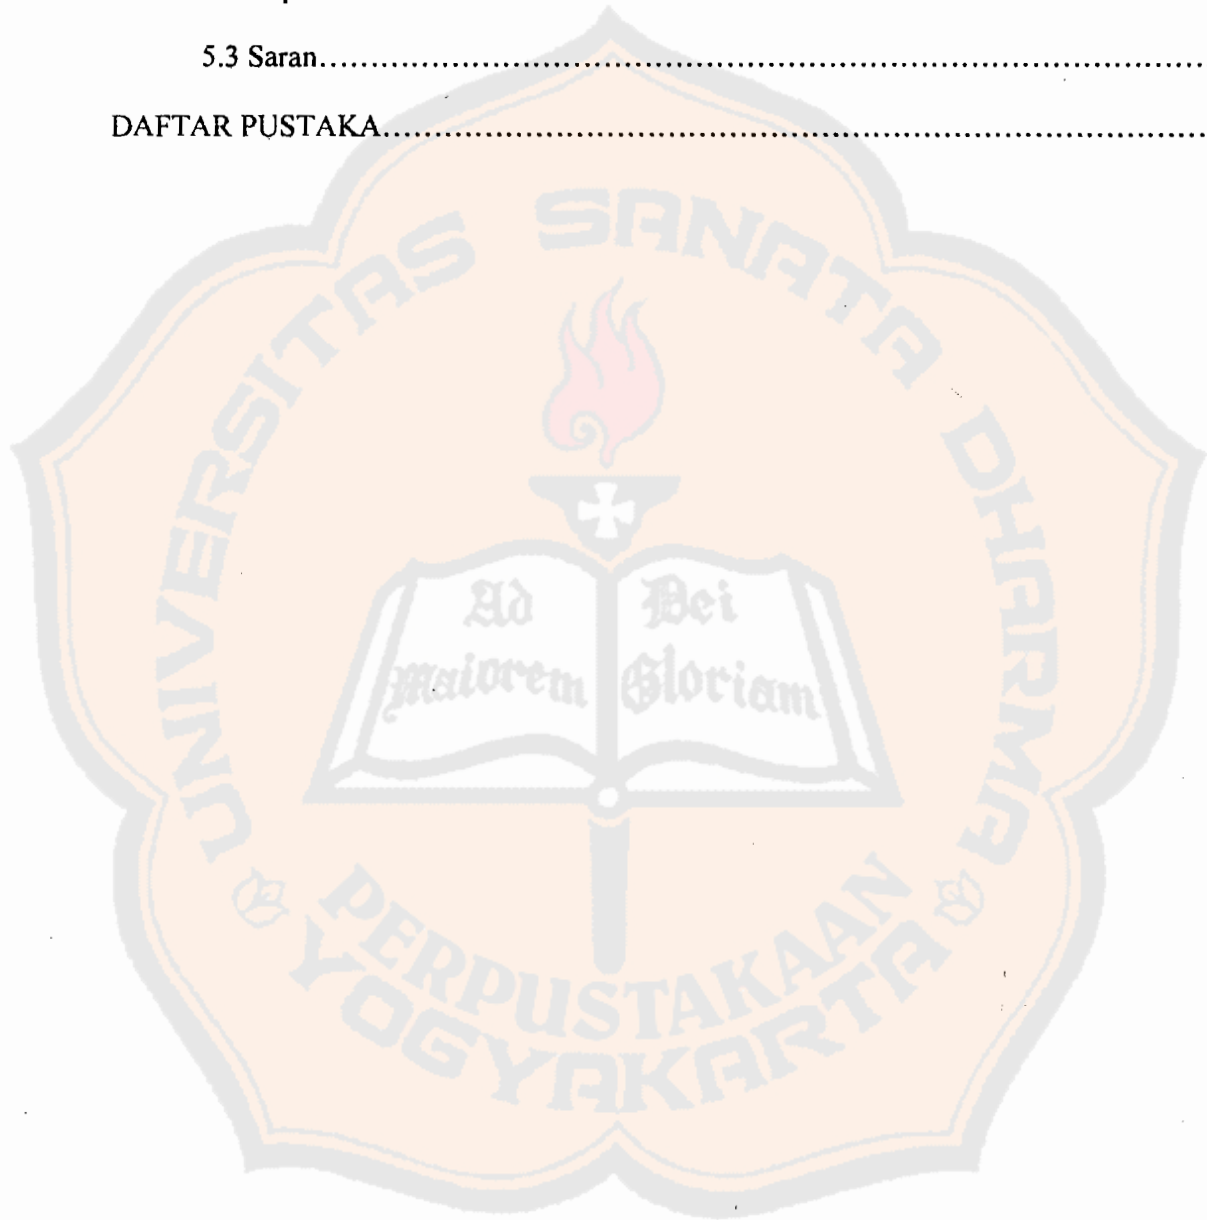 5.3 Saran
DAFTAR PUSTAKA
UNIVERSITAS SANATA DHARMA
Ad Dei
maiorem Gloriam
PERPUSTAKAAN
YOGYAKARTA